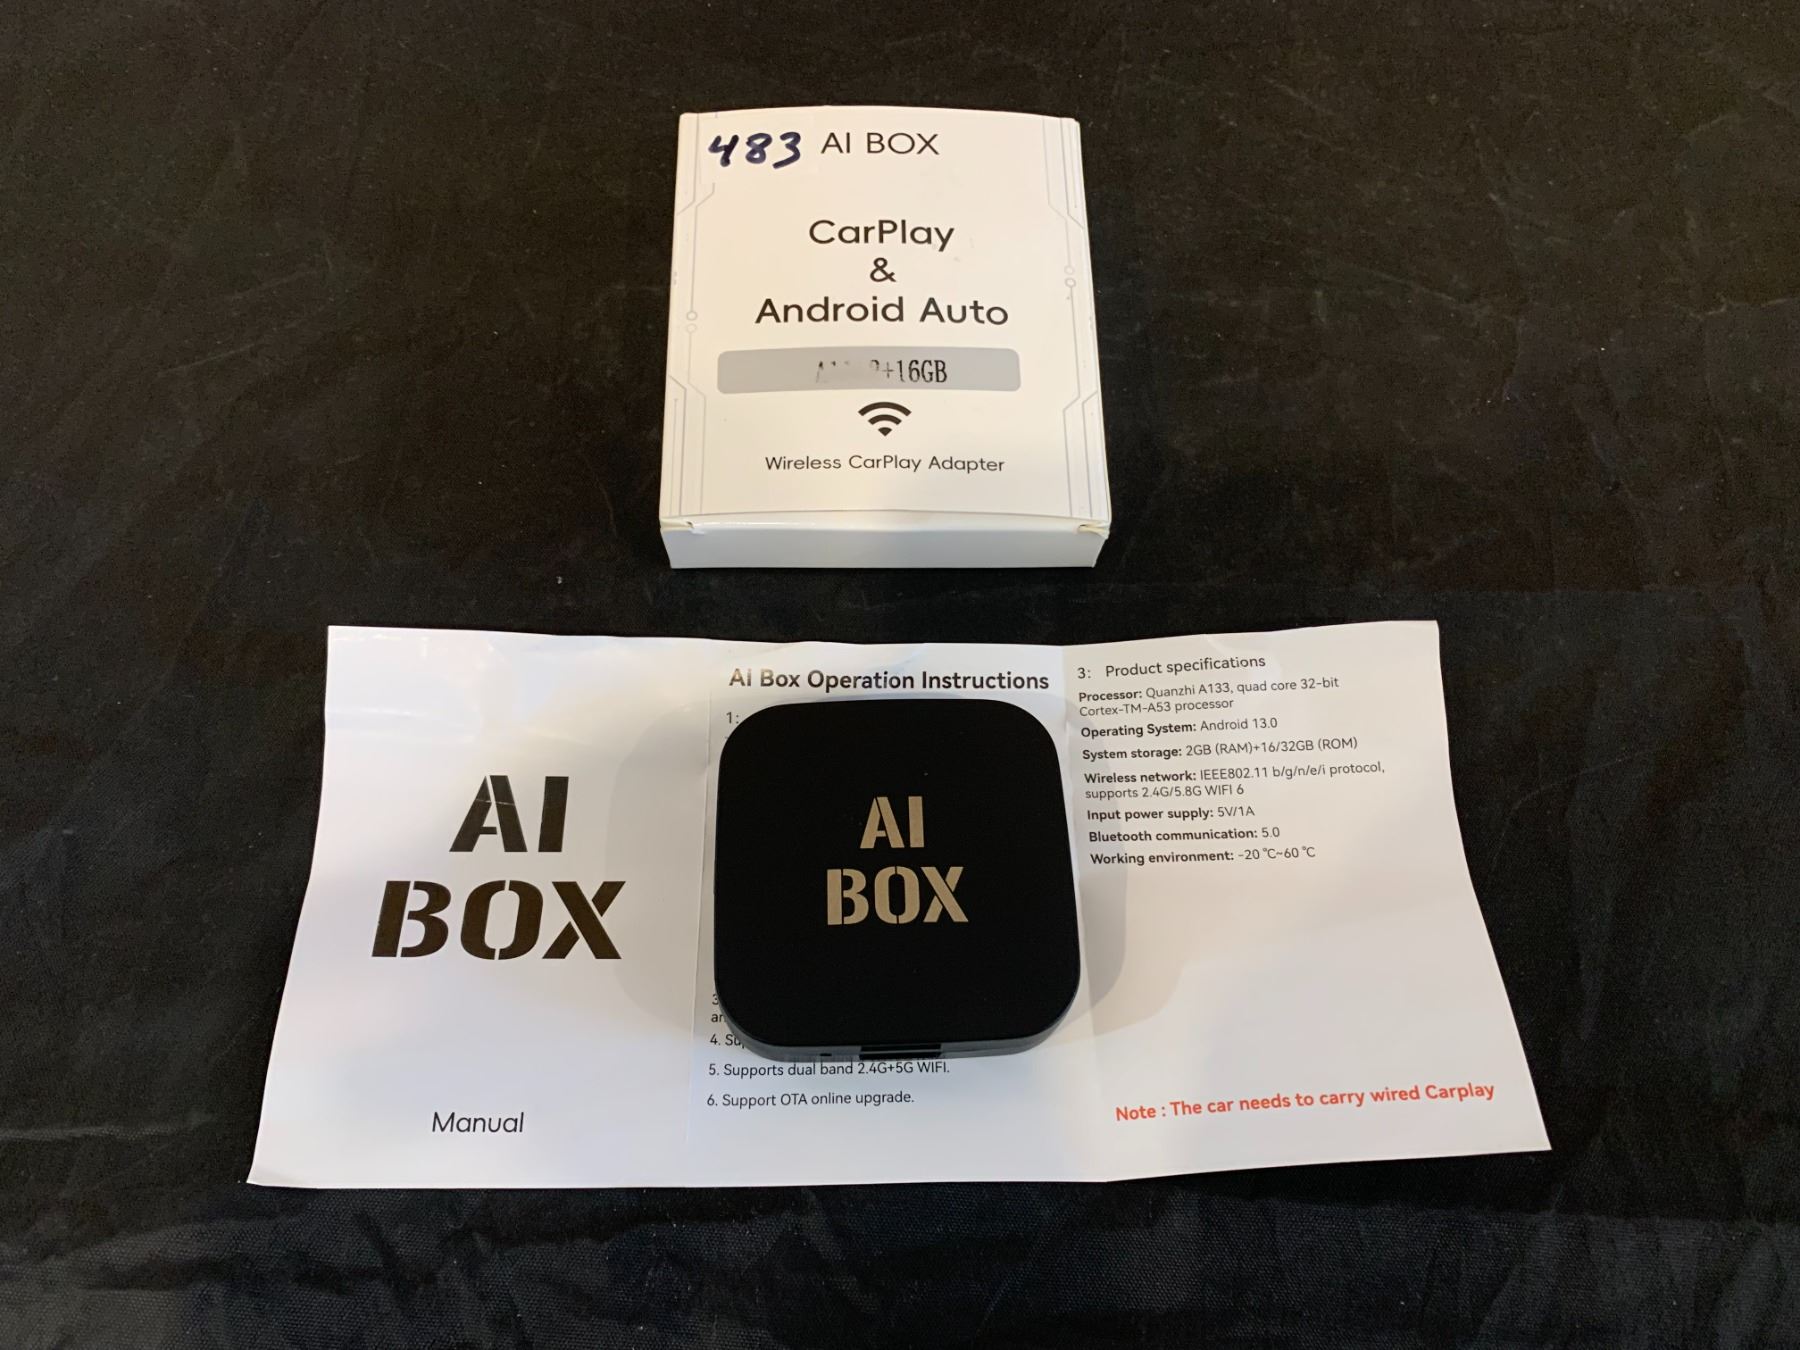 483 AI BOX
CarPlay
&
Android Auto
+16GB
Wireless CarPlay Adapter
AI
BOX
Manual
AI Box Operation Instructions
1:
3
an
4. Su
5. Supports dual band 2.4G+5G WIFI.
6. Support OTA online upgrade.
AI
BOX
3: Product specifications
Processor: Quanzhi A133, quad core 32-bit
Cortex-TM-A53 processor
Operating System: Android 13.0
System storage: 2GB (RAM)+16/32GB (ROM)
Wireless network: IEEE802.11 b/g/n/e/i protocol,
supports 2.4G/5.8G WIFI 6
Input power supply: 5V/1A
Bluetooth communication: 5.0
Working environment: -20°C~60°C
Note : The car needs to carry wired Carplay